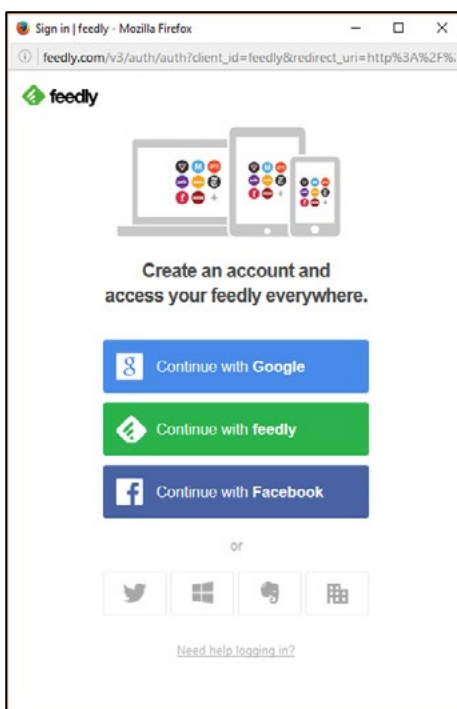 Sign in | feedly - Mozilla Firefox
feedly.com/v3/auth/auth?client_id=feedly&redirect_uri=http%3A%2F%
feedly
Create an account and
access your feedly everywhere.
Continue with Google
Continue with feedly
Continue with Facebook
or
Need help logging in?